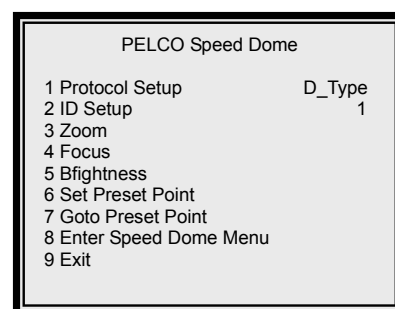 PELCO Speed Dome
1 Protocol Setup D_Type
2 ID Setup 1
3 Zoom
4 Focus
5 Bfightness
6 Set Preset Point
7 Goto Preset Point
8 Enter Speed Dome Menu
9 Exit